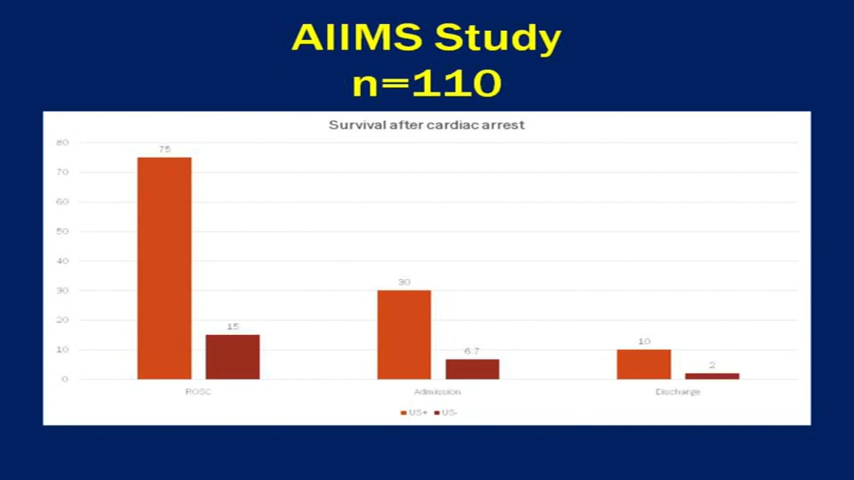 AIIMS Study
n=110
Survival after cardiac arrest
80
70
60
50
40
30
20
10
0
75
15
30
6.7
10
2
ROSC
Admission
Discharge
US+ US-